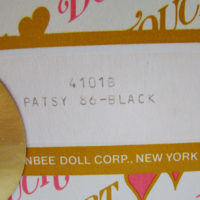 41018
PATSY 86-BLACK
NBEE DOLL CORP., NEW YORK